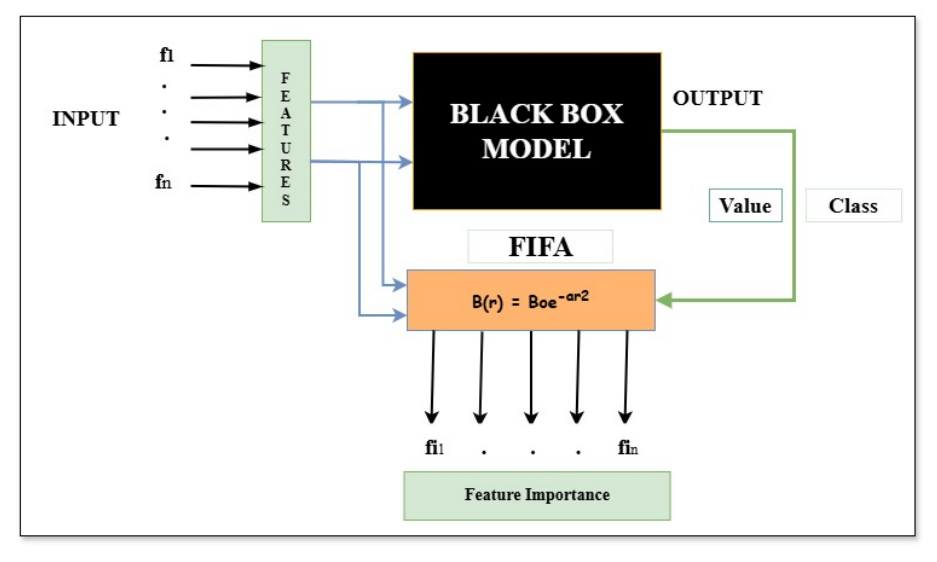 f1
.
.
.
fn
INPUT
F
E
A
T
U
R
E
S
BLACK BOX
MODEL
OUTPUT
Value
Class
FIFA
B(r) = Boe-ar2
fi1 . . . fin
Feature Importance